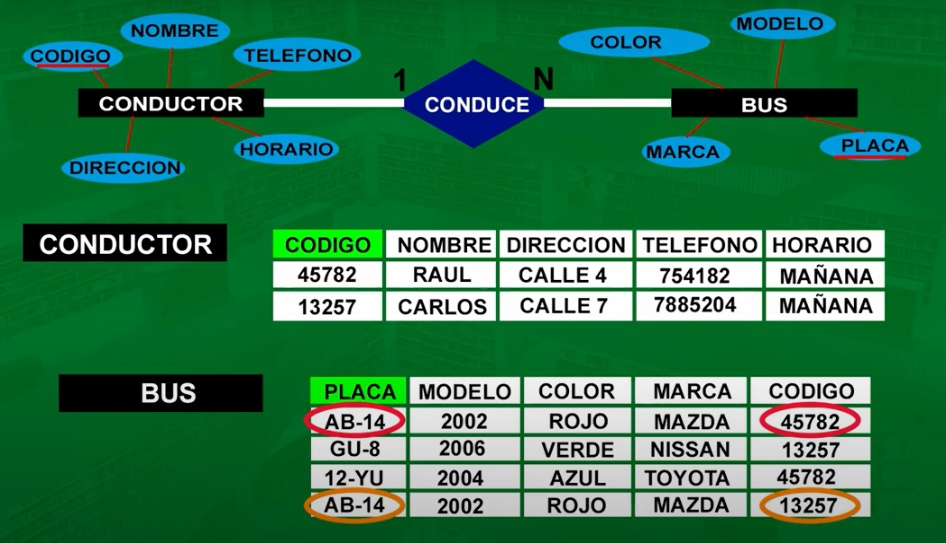 NOMBRE
CODIGO
TELEFONO
CONDUCTOR
DIRECCION
HORARIO
1
CONDUCE
N
COLOR
MODELO
BUS
MARCA
PLACA
CONDUCTOR
CODIGO NOMBRE DIRECCION TELEFONO HORARIO
45782 RAUL CALLE 4 754182 MAÑANA
13257 CARLOS CALLE 7 7885204 MAÑANA
BUS
PLACA MODELO COLOR MARCA CODIGO
AB-14 2002 ROJO MAZDA 45782
GU-8 2006 VERDE NISSAN 13257
12-YU 2004 AZUL TOYOTA 45782
AB-14 2002 ROJO MAZDA 13257